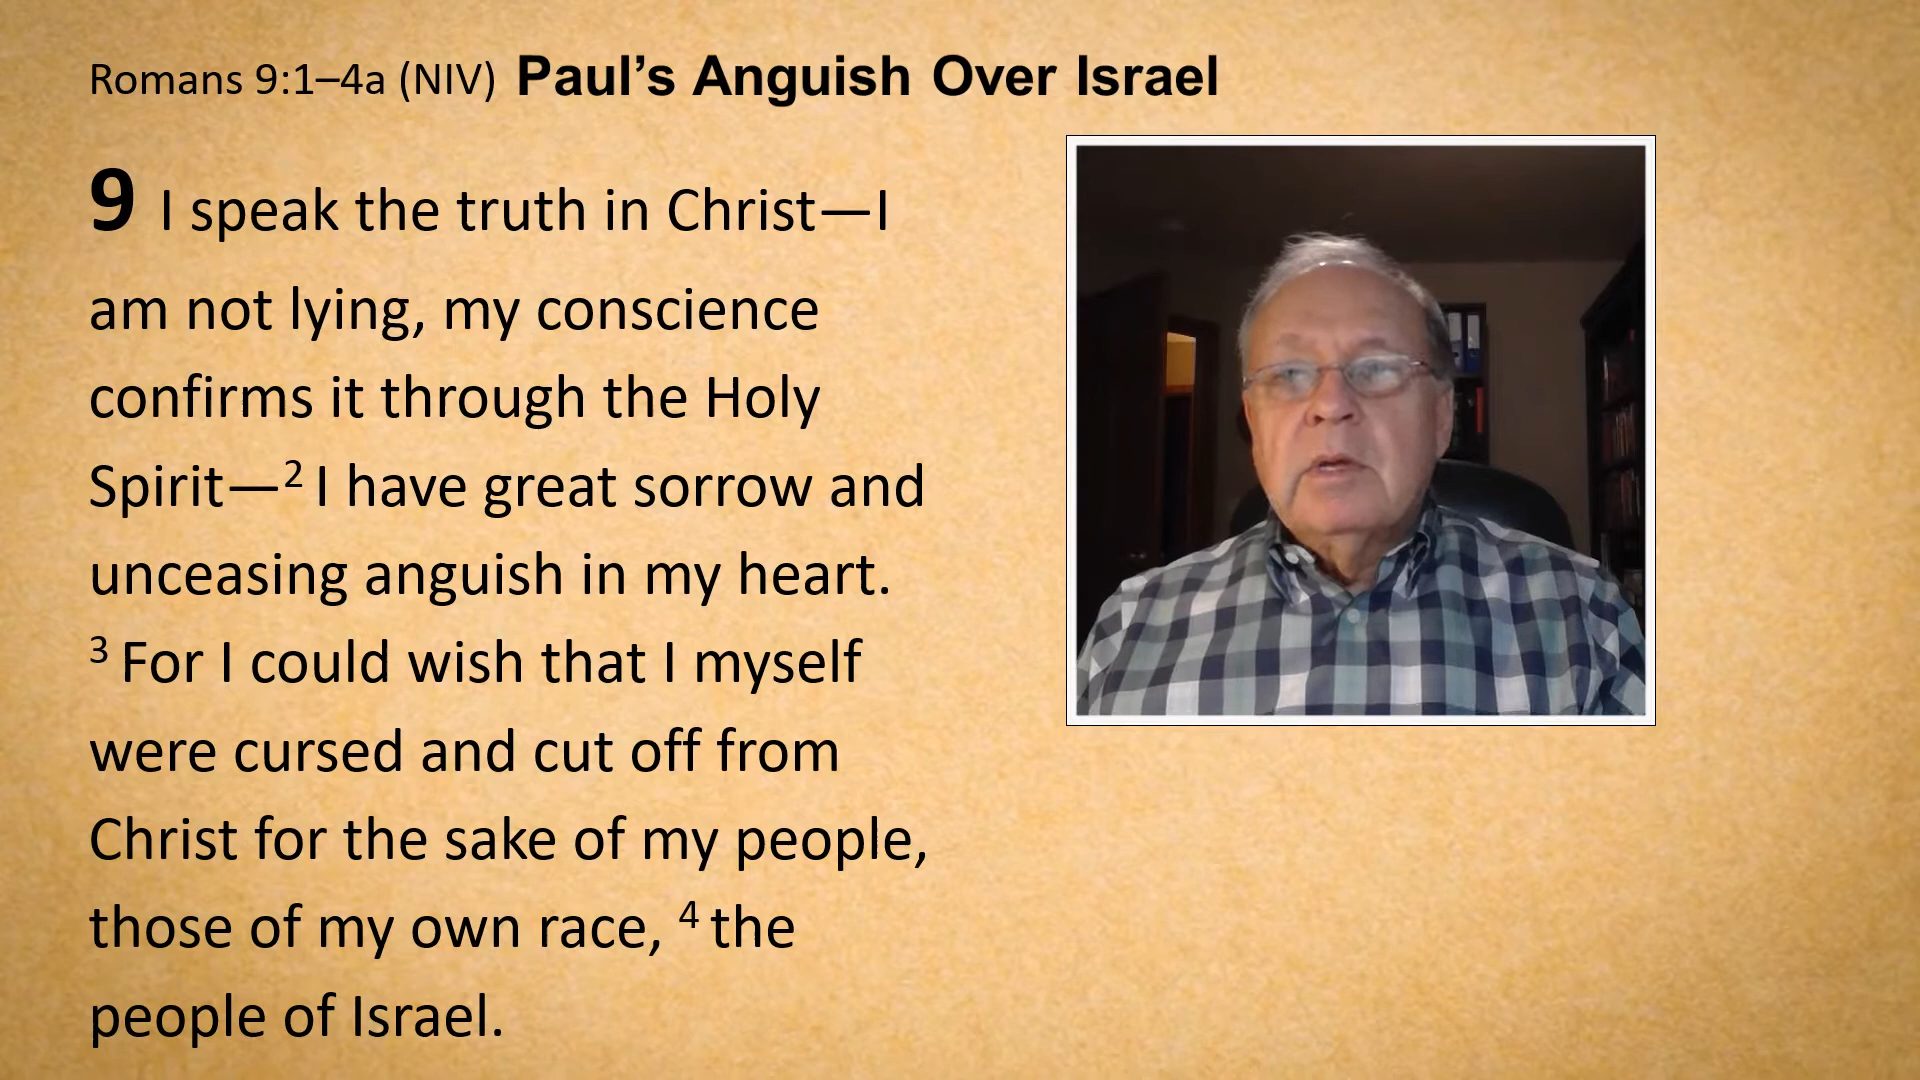 Romans 9:1–4a (NIV) Paul’s Anguish Over Israel
9 I speak the truth in Christ—I
am not lying, my conscience
confirms it through the Holy
Spirit—2 I have great sorrow and
unceasing anguish in my heart.
3 For I could wish that I myself
were cursed and cut off from
Christ for the sake of my people,
those of my own race, 4 the
people of Israel.